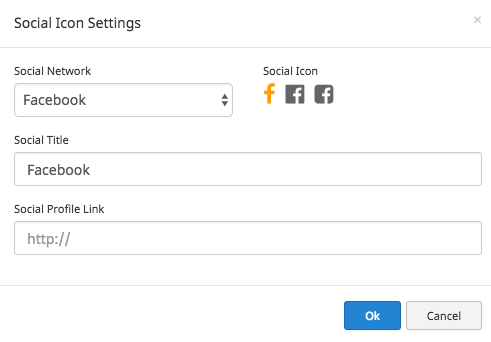 Social Icon Settings ×
Social Network Social Icon
Facebook
Social Title
Facebook
Social Profile Link
http://
Ok Cancel